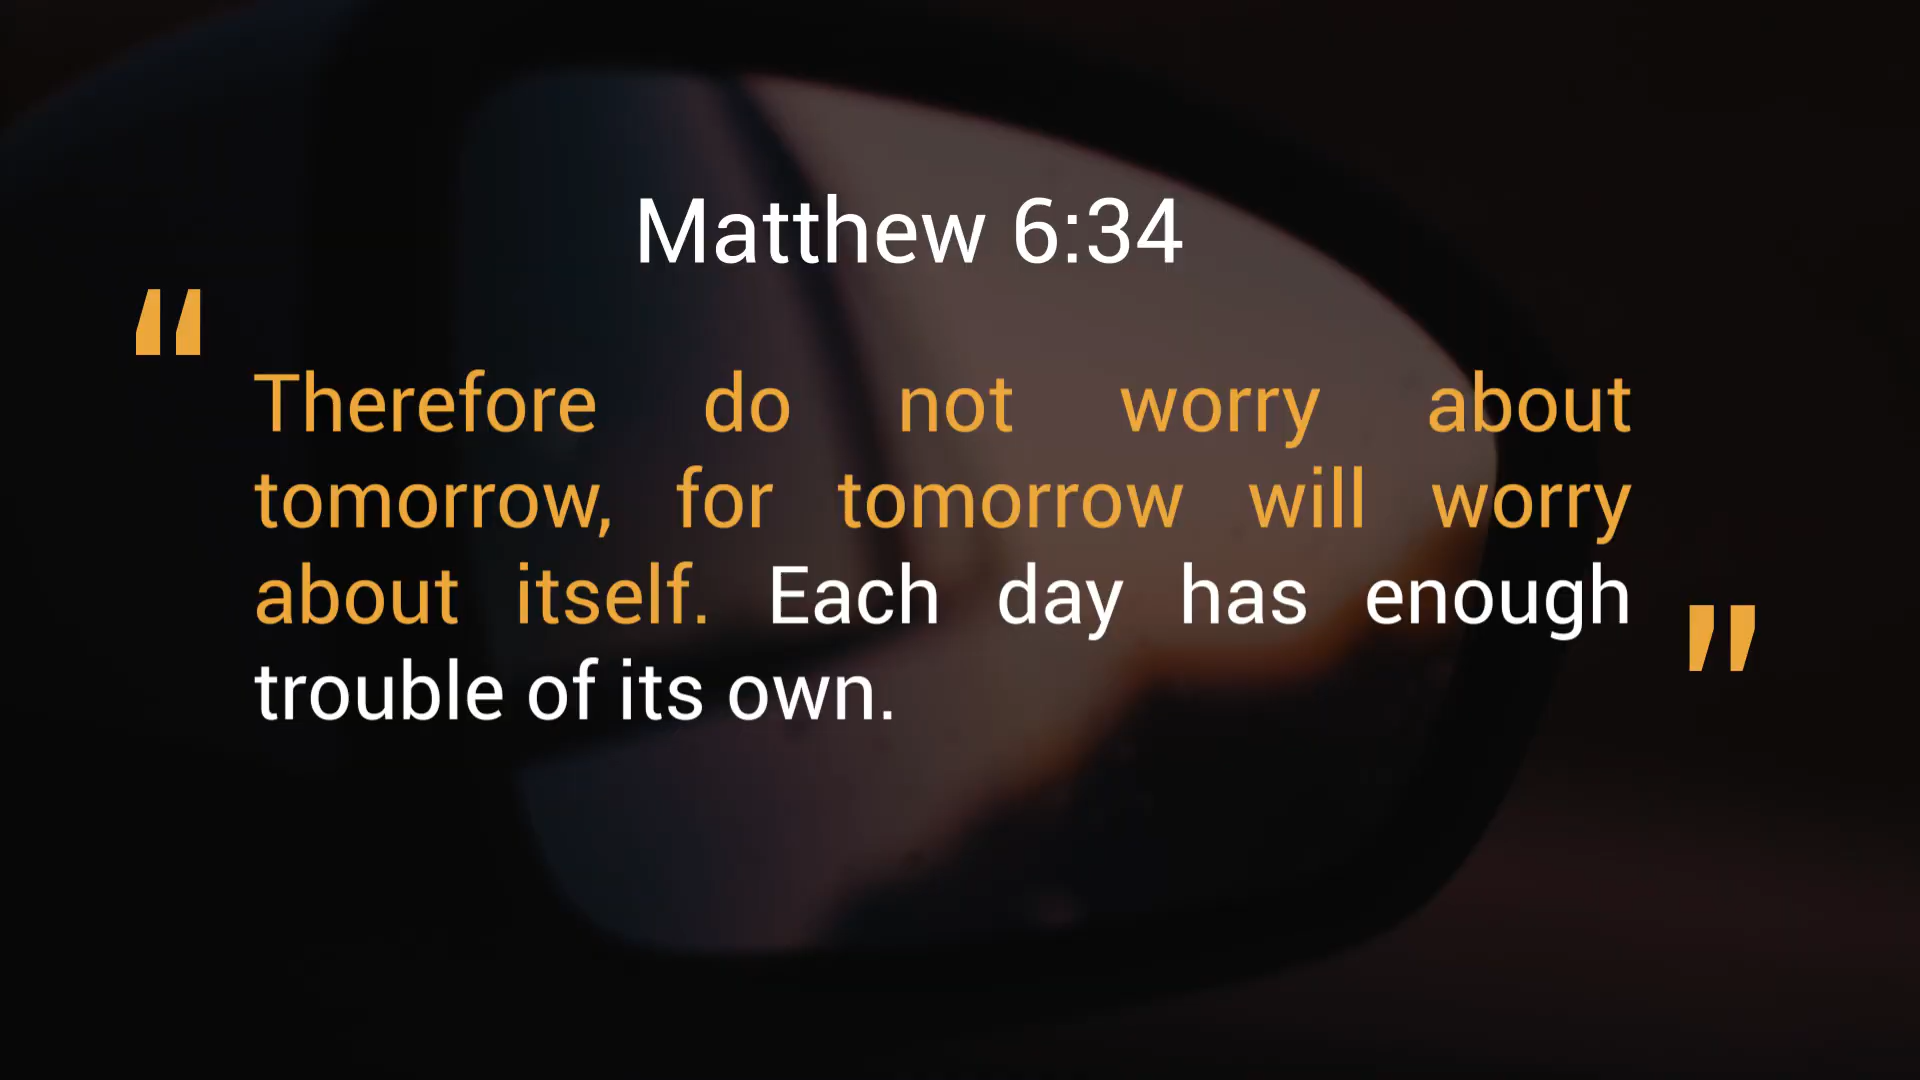 Matthew 6:34
“
Therefore do not worry about
tomorrow, for tomorrow will worry
about itself. Each day has enough
trouble of its own.
”